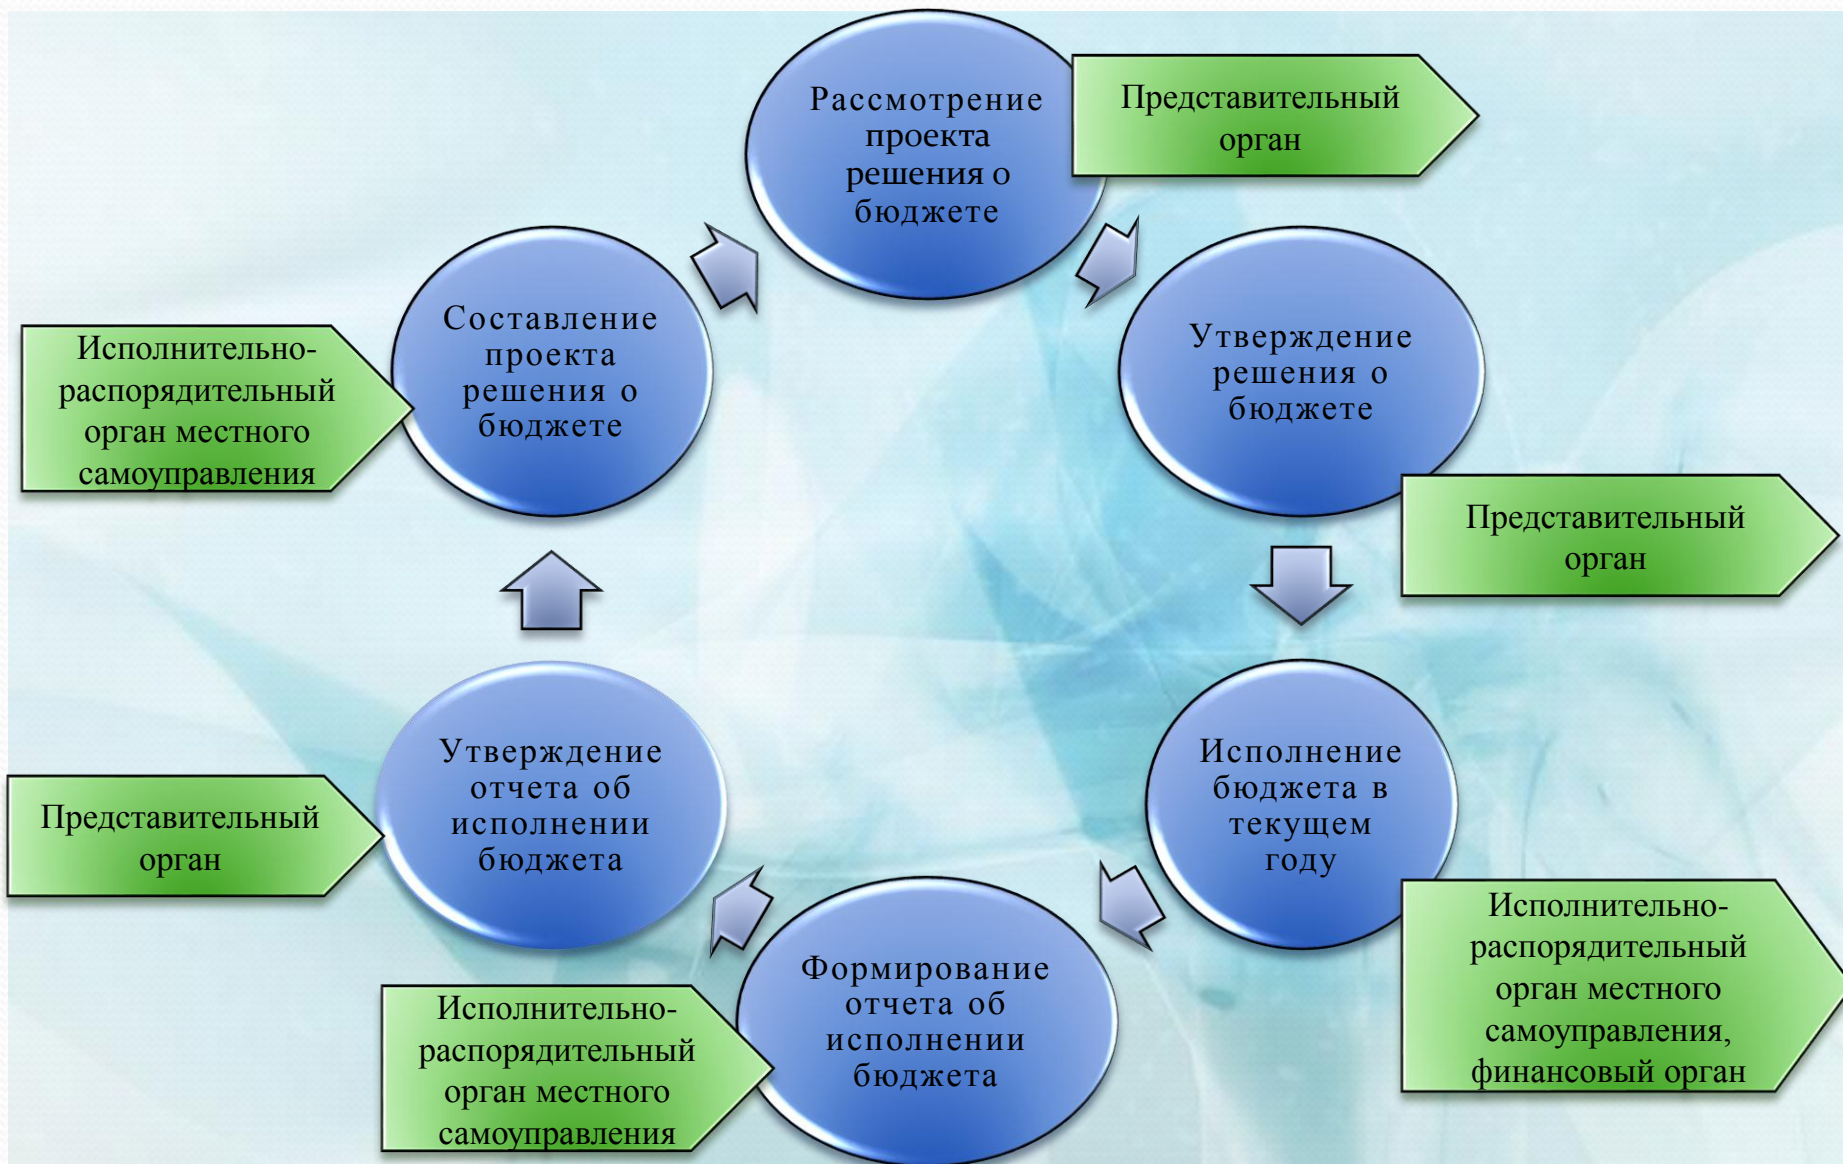 Рассмотрение
проекта
решения о
бюджете
Представительный
орган
Составление
проекта
решения о
бюджете
Исполнительно-
распорядительный
орган местного
самоуправления
Утверждение
решения о
бюджете
Представительный
орган
Утверждение
отчета об
исполнении
бюджета
Представительный
орган
Исполнение
бюджета в
текущем
году
Исполнительно-
распорядительный
орган местного
самоуправления,
финансовый орган
Формирование
отчета об
исполнении
бюджета
Исполнительно-
распорядительный
орган местного
самоуправления